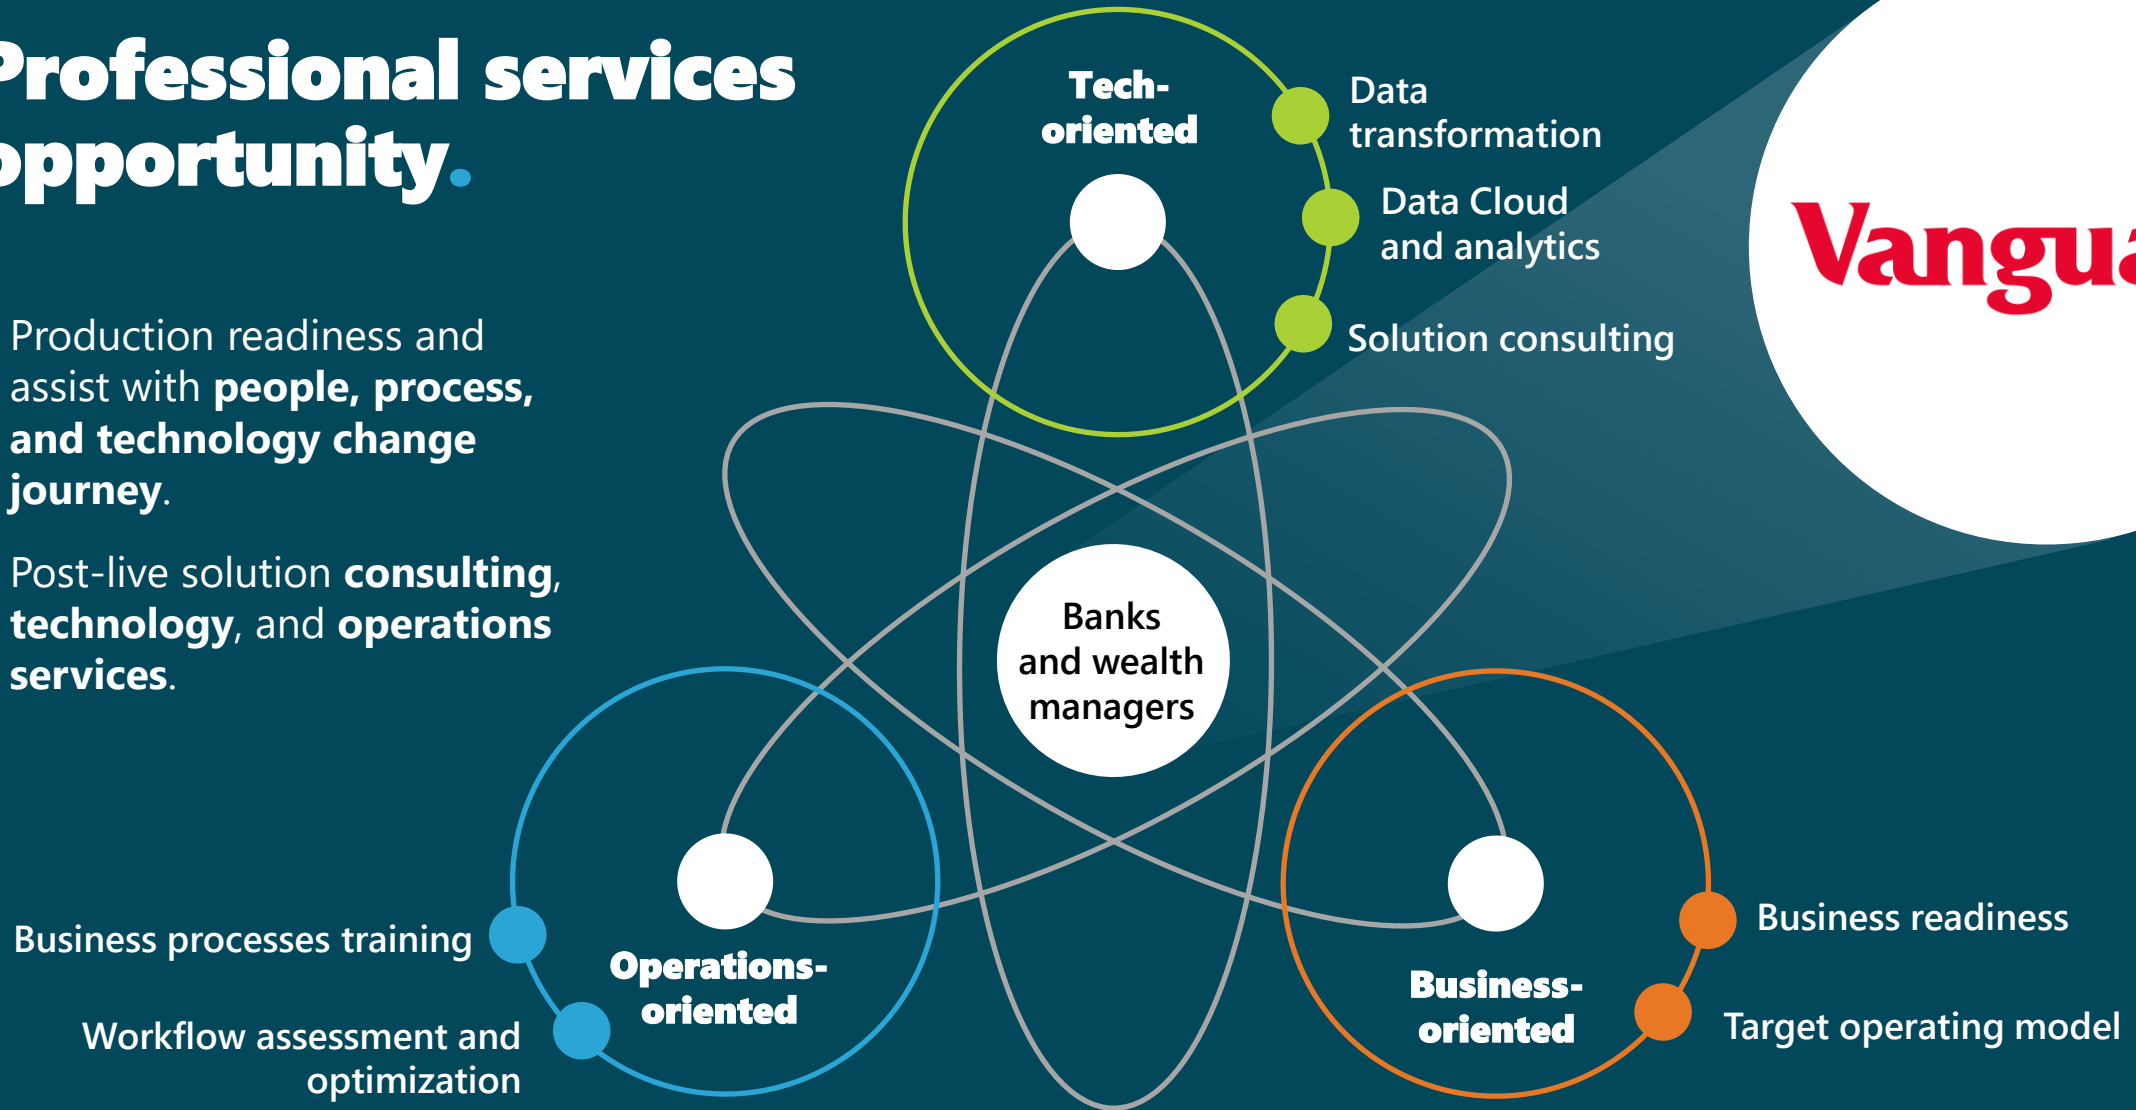 Professional services
opportunity.
Production readiness and
assist with people, process,
and technology change
journey.
Post-live solution consulting,
technology, and operations
services.
Tech-
oriented
Data
transformation
Data Cloud
and analytics
Solution consulting
Vangua
Banks
and wealth
managers
Business processes training
Workflow assessment and
optimization
Operations-
oriented
Business-
oriented
Business readiness
Target operating model